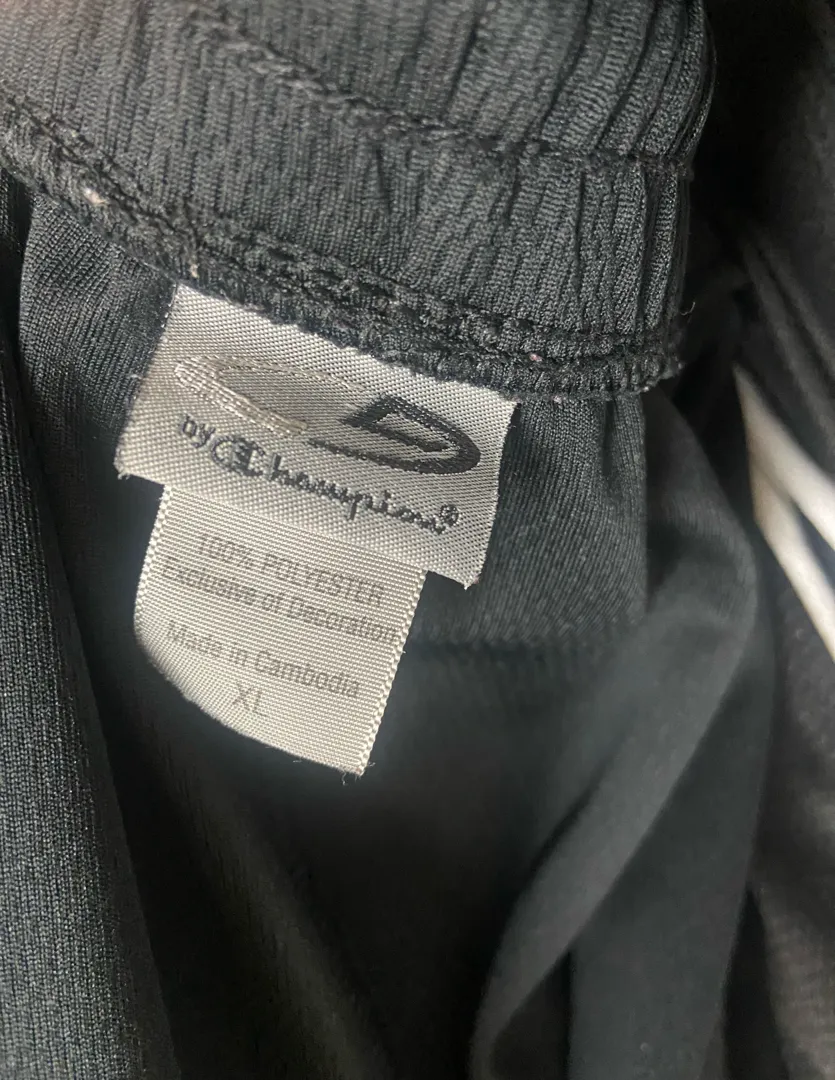 by Champion®
100% POLYESTER
Exclusive of Decoration
Made in Cambodia
XL